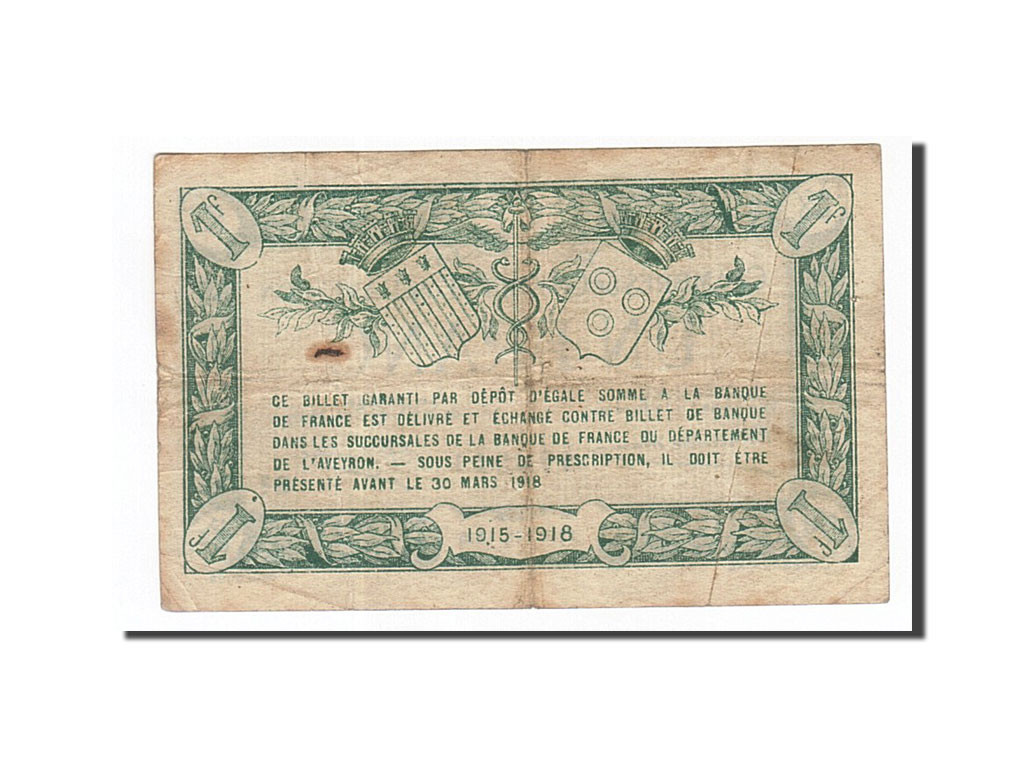 1F
1F
CE BILLET GARANTI PAR DÉPÔT D'ÉGALE SOMME A LA BANQUE
DE FRANCE EST DÉLIVRÉ ET ÉCHANGÉ CONTRE BILLET DE BANQUE
DANS LES SUCCURSALES DE LA BANQUE DE FRANCE DU DÉPARTEMENT
DE L'AVEYRON. — SOUS PEINE DE PRESCRIPTION, IL DOIT ÊTRE
PRÉSENTÉ AVANT LE 30 MARS 1918
1F
1915-1918
1F